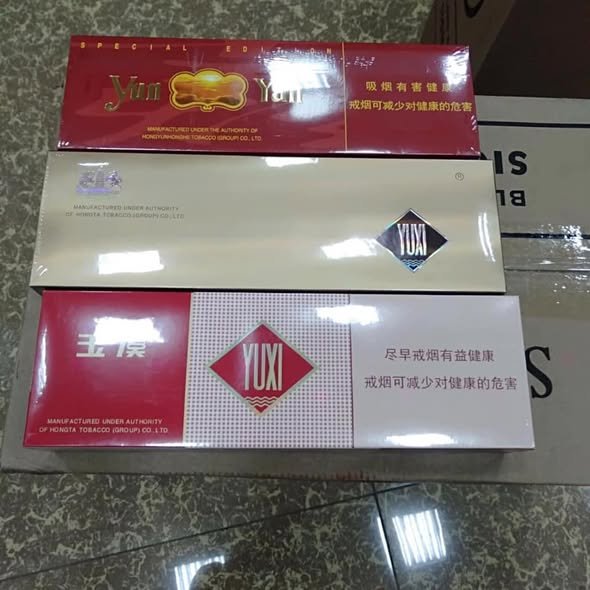 SPECIAL EDITION
Yun Yan
MANUFACTURED UNDER THE AUTHORITY OF
HONGYUNHONGHE TOBACCO (GROUP) CO., LTD.
吸烟有害健康
戒烟可减少对健康的危害
®
MANUFACTURED UNDER AUTHORITY
OF HONGTA TOBACCO (GROUP) CO., LTD.
YUXI
玉溪
YUXI
MANUFACTURED UNDER AUTHORITY
OF HONGTA TOBACCO (GROUP) CO., LTD.
尽早戒烟有益健康
戒烟可减少对健康的危害
S